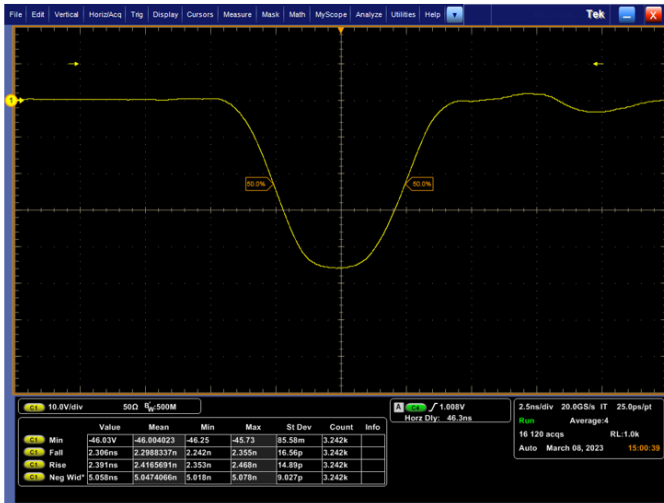 File Edit Vertical Horiz/Acq Trig Display Cursors Measure Mask Math MyScope Analyze Utilities Help Tek X
1
50.0% 50.0%
C1 10.0V/div 50Ω BW:500M
A C4 1.008V
Horz Dly: 46.3ns
2.5ns/div 20.0GS/s IT 25.0ps/pt
Run Average:4
16 120 acqs RL:1.0k
Auto March 08, 2023 15:00:39
Value Mean Min Max St Dev Count Info
C1 Min -46.03V -46.004023 -46.25 -45.73 85.58m 3.242k
C1 Fall 2.306ns 2.2988337n 2.242n 2.355n 16.56p 3.242k
C1 Rise 2.391ns 2.4165691n 2.353n 2.468n 14.89p 3.242k
C1 Neg Wid* 5.058ns 5.0474066n 5.018n 5.078n 9.027p 3.242k